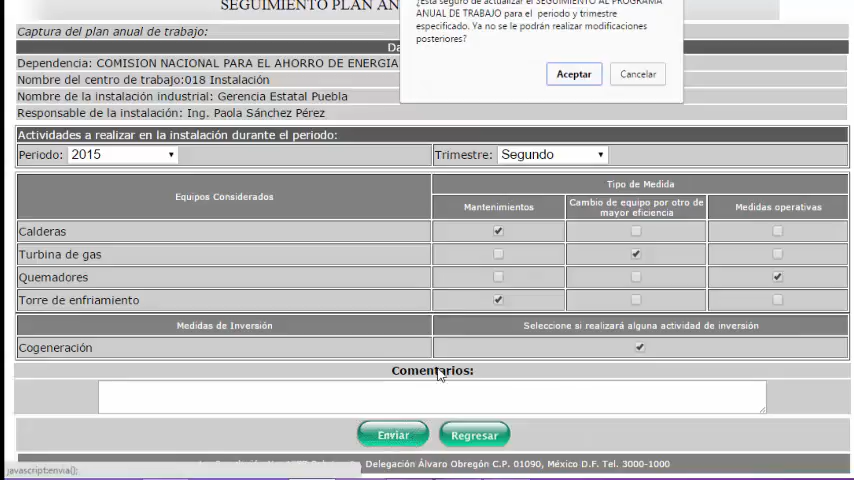 SEGUIMIENTO PLAN AN
¿Está seguro de actualizar el SEGUIMIENTO AL PROGRAMA
ANUAL DE TRABAJO para el periodo y trimestre
especificado. Ya no se le podrán realizar modificaciones
posteriores?
Aceptar Cancelar
Captura del plan anual de trabajo:
Da
Dependencia: COMISION NACIONAL PARA EL AHORRO DE ENERGIA
Nombre del centro de trabajo:018 Instalación
Nombre de la instalación industrial: Gerencia Estatal Puebla
Responsable de la instalación: Ing. Paola Sánchez Pérez
Actividades a realizar en la instalación durante el periodo:
Periodo: 2015 Trimestre: Segundo
Equipos Considerados
Tipo de Medida
Mantenimientos
Cambio de equipo por otro de
mayor eficiencia
Medidas operativas
Calderas
Turbina de gas
Quemadores
Torre de enfriamiento
Medidas de Inversión Seleccione si realizará alguna actividad de inversión
Cogeneración
Comentarios:
Enviar Regresar
Delegación Álvaro Obregón C.P. 01090, México D.F. Tel. 3000-1000
javascript:envia();